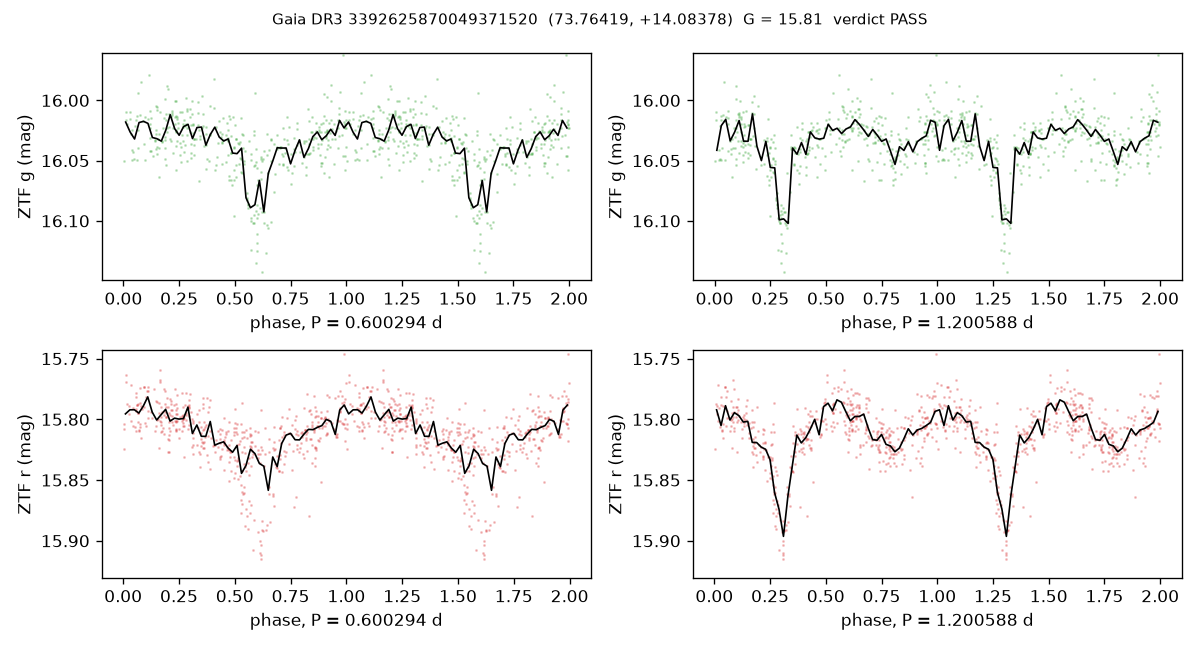 Gaia DR3 3392625870049371520  (73.76419, +14.08378)  G = 15.81  verdict PASS
ZTF g (mag)
16.00
16.05
16.10
0.00 0.25 0.50 0.75 1.00 1.25 1.50 1.75 2.00
phase, P = 0.600294 d
ZTF g (mag)
16.00
16.05
16.10
0.00 0.25 0.50 0.75 1.00 1.25 1.50 1.75 2.00
phase, P = 1.200588 d
ZTF r (mag)
15.75
15.80
15.85
15.90
0.00 0.25 0.50 0.75 1.00 1.25 1.50 1.75 2.00
phase, P = 0.600294 d
ZTF r (mag)
15.75
15.80
15.85
15.90
0.00 0.25 0.50 0.75 1.00 1.25 1.50 1.75 2.00
phase, P = 1.200588 d